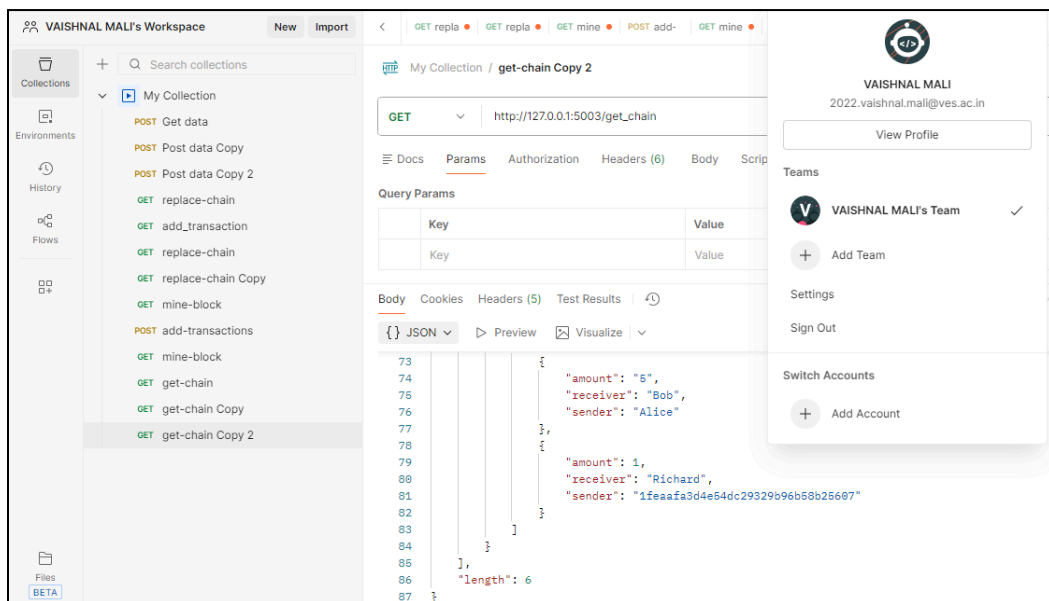 VAISHNAL MALI's Workspace
New
Import
GET repla
GET repla
GET mine
POST add-
GET mine
Collections
Environments
History
Flows
Files
BETA
Search collections
My Collection
POST Get data
POST Post data Copy
POST Post data Copy 2
GET replace-chain
GET add_transaction
GET replace-chain
GET replace-chain Copy
GET mine-block
POST add-transactions
GET mine-block
GET get-chain
GET get-chain Copy
GET get-chain Copy 2
HTTP My Collection / get-chain Copy 2
GET http://127.0.0.1:5003/get_chain
Docs Params Authorization Headers (6) Body Scrip
Query Params
Key Value
Key Value
Body Cookies Headers (5) Test Results
{} JSON Preview Visualize
73 {
74 "amount": "5",
75 "receiver": "Bob",
76 "sender": "Alice"
77 },
78 {
79 "amount": 1,
80 "receiver": "Richard",
81 "sender": "1feaafa3d4e54dc29329b96b58b25607"
82 }
83 ]
84 }
85 ],
86 "length": 6
87 }
VAISHNAL MALI
2022.vaishnal.mali@ves.ac.in
View Profile
Teams
V VAISHNAL MALI's Team
Add Team
Settings
Sign Out
Switch Accounts
Add Account